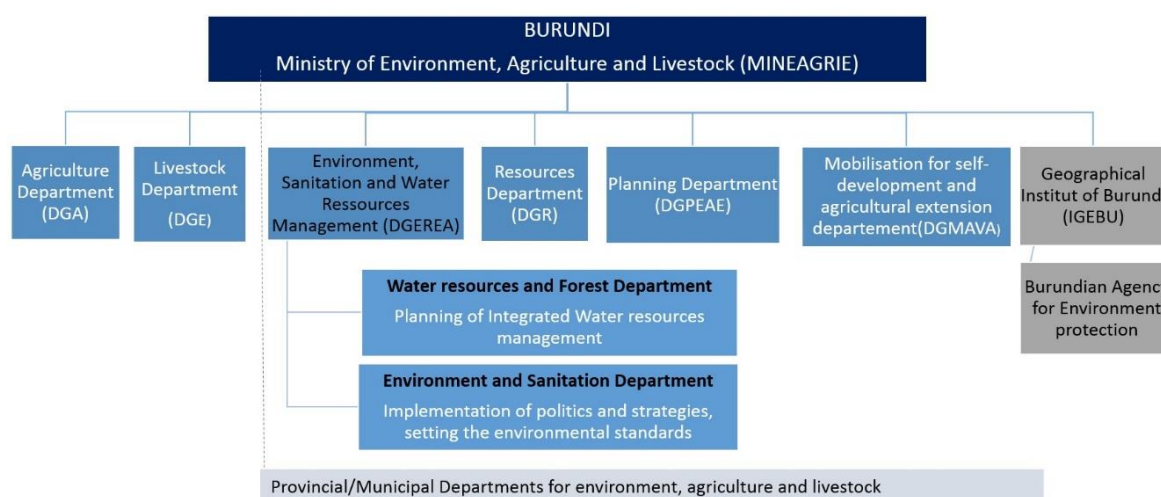 BURUNDI
Ministry of Environment, Agriculture and Livestock (MINEAGRIE)
Agriculture
Department
(DGA)
Livestock
Department
(DGE)
Environment,
Sanitation and Water
Ressources
Management (DGEREA)
Resources
Department
(DGR)
Planning Department
(DGPEAE)
Mobilisation for self-
development and
agricultural extension
departement(DGMAVA)
Geographical
Institut of Burund
(IGEBU)
Water resources and Forest Department
Planning of Integrated Water resources
management
Burundian Agenc
for Environment
protection
Environment and Sanitation Department
Implementation of politics and strategies,
setting the environmental standards
Provincial/Municipal Departments for environment, agriculture and livestock